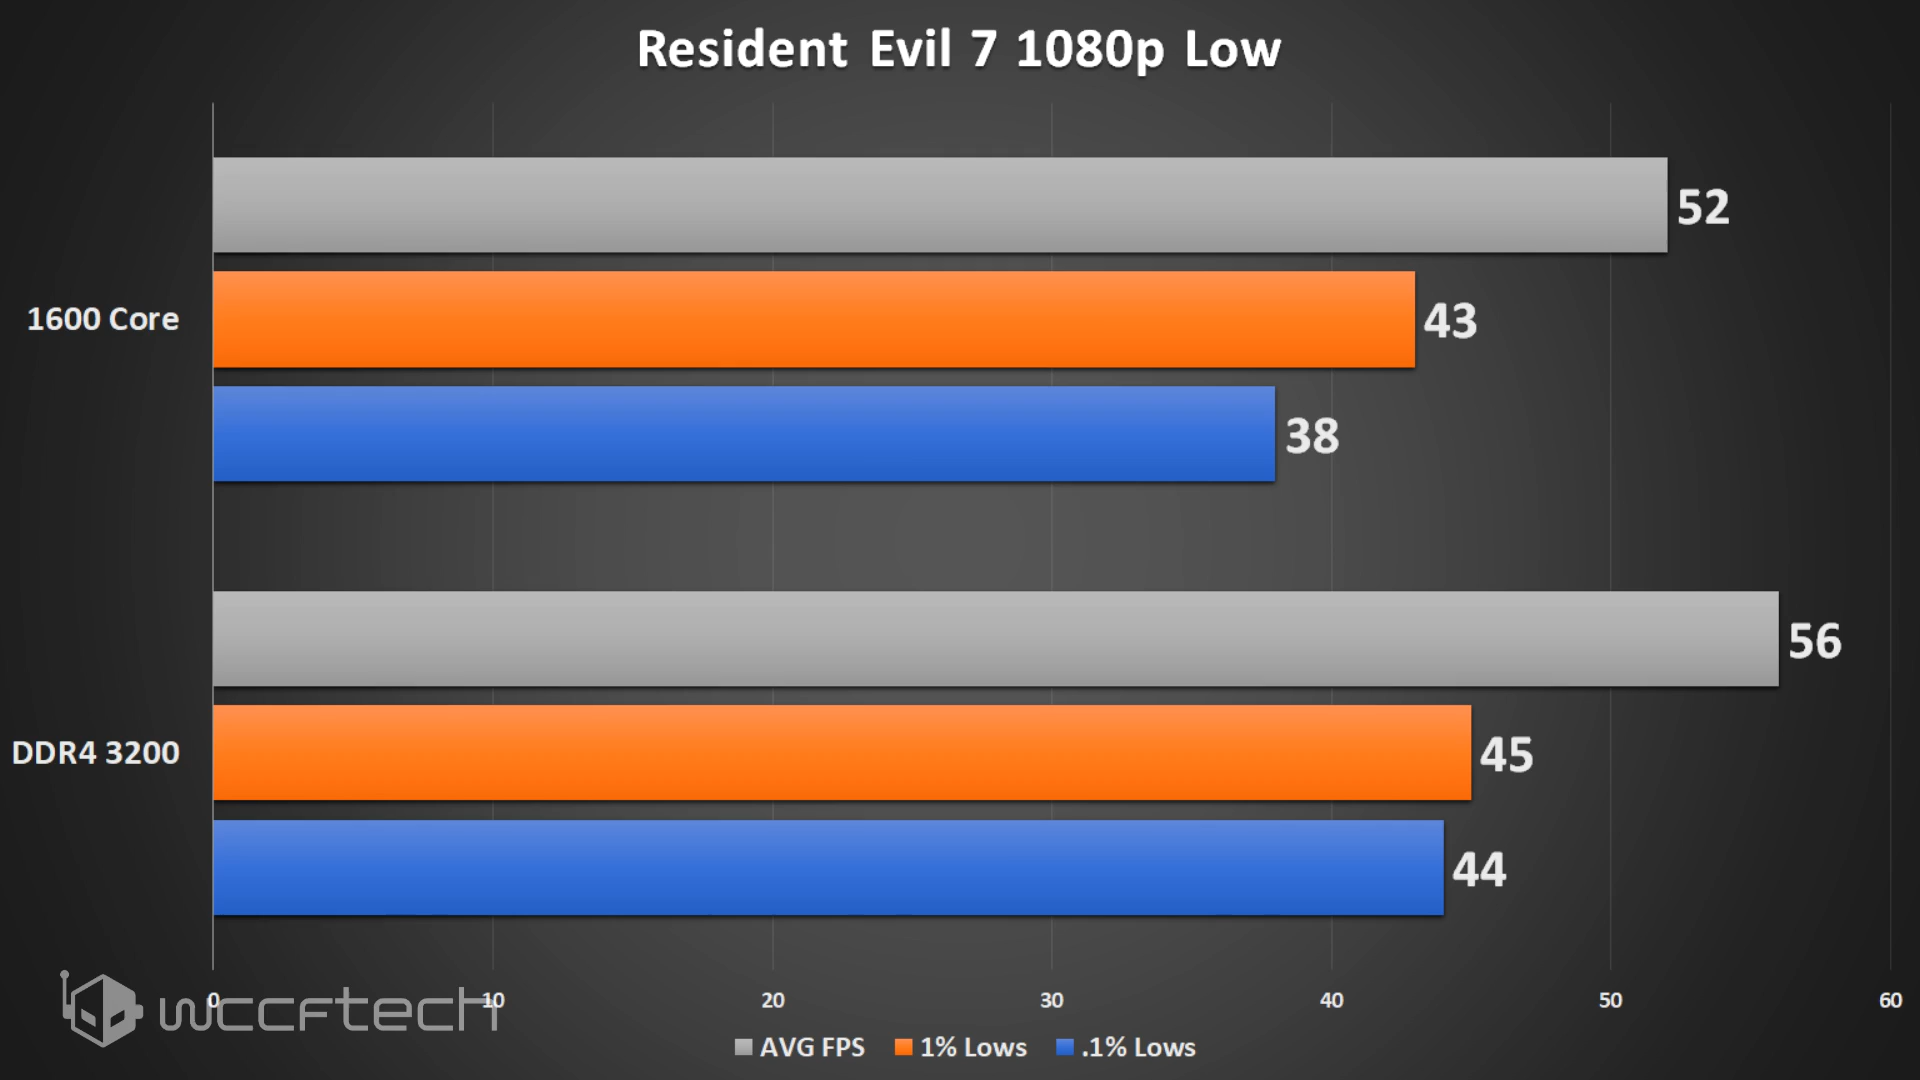 Resident Evil 7 1080p Low
52
1600 Core
43
38
56
DDR4 3200
45
44
wccftech
0 10 20 30 40 50 60
AVG FPS 1% Lows .1% Lows